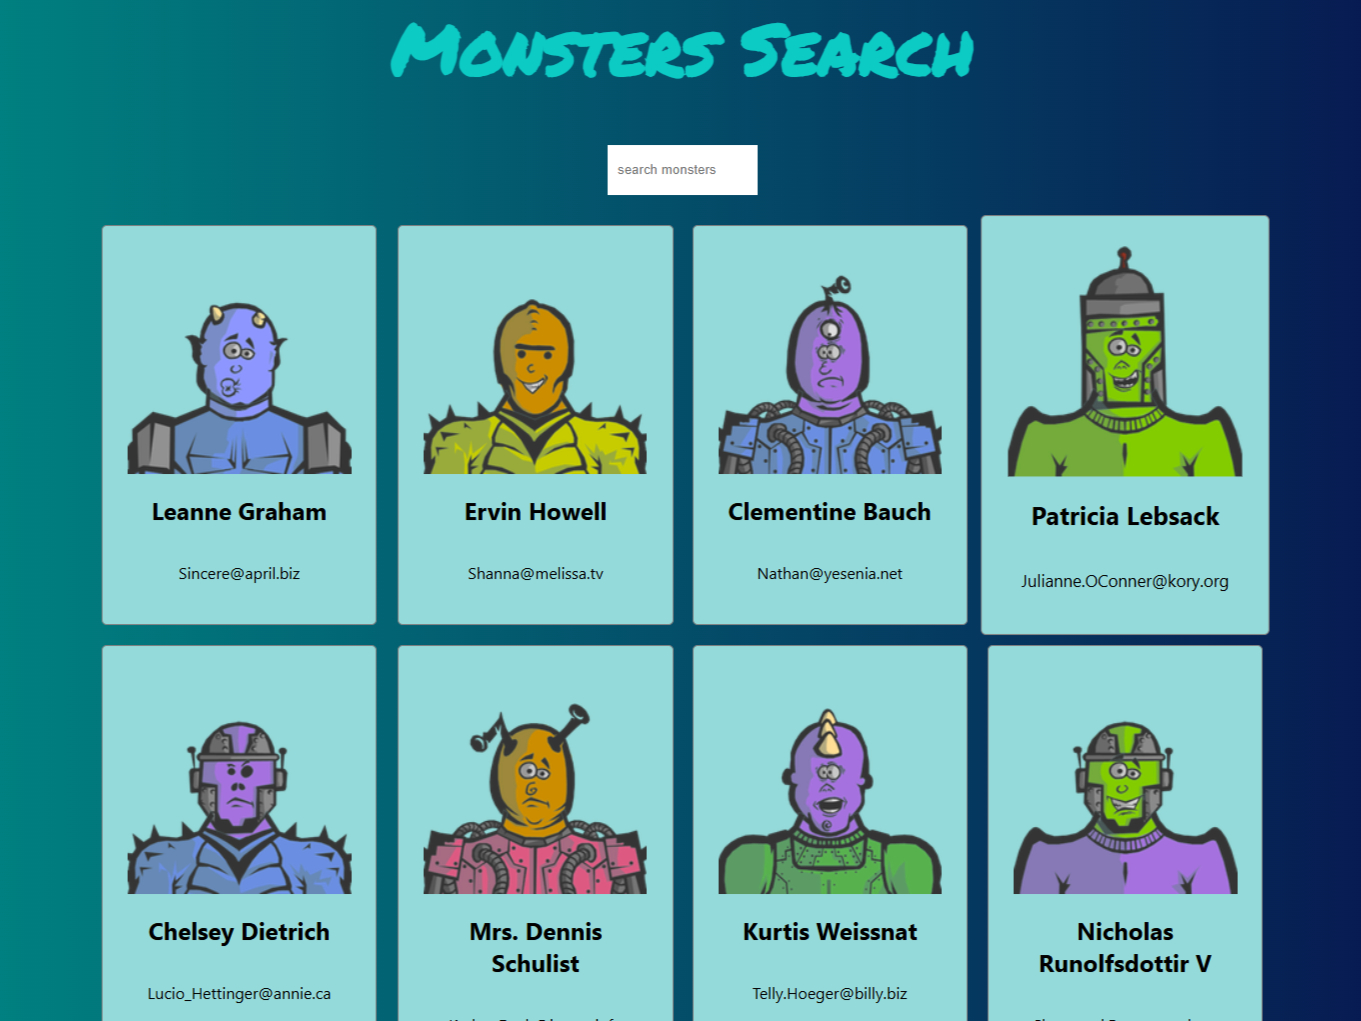 Monsters Search
search monsters
Leanne Graham
Sincere@april.biz
Ervin Howell
Shanna@melissa.tv
Clementine Bauch
Nathan@yesenia.net
Patricia Lebsack
Julianne.OConner@kory.org
Chelsey Dietrich
Lucio_Hettinger@annie.ca
Mrs. Dennis
Schulist
Kurtis Weissnat
Telly.Hoeger@billy.biz
Nicholas
Runolfsdottir V